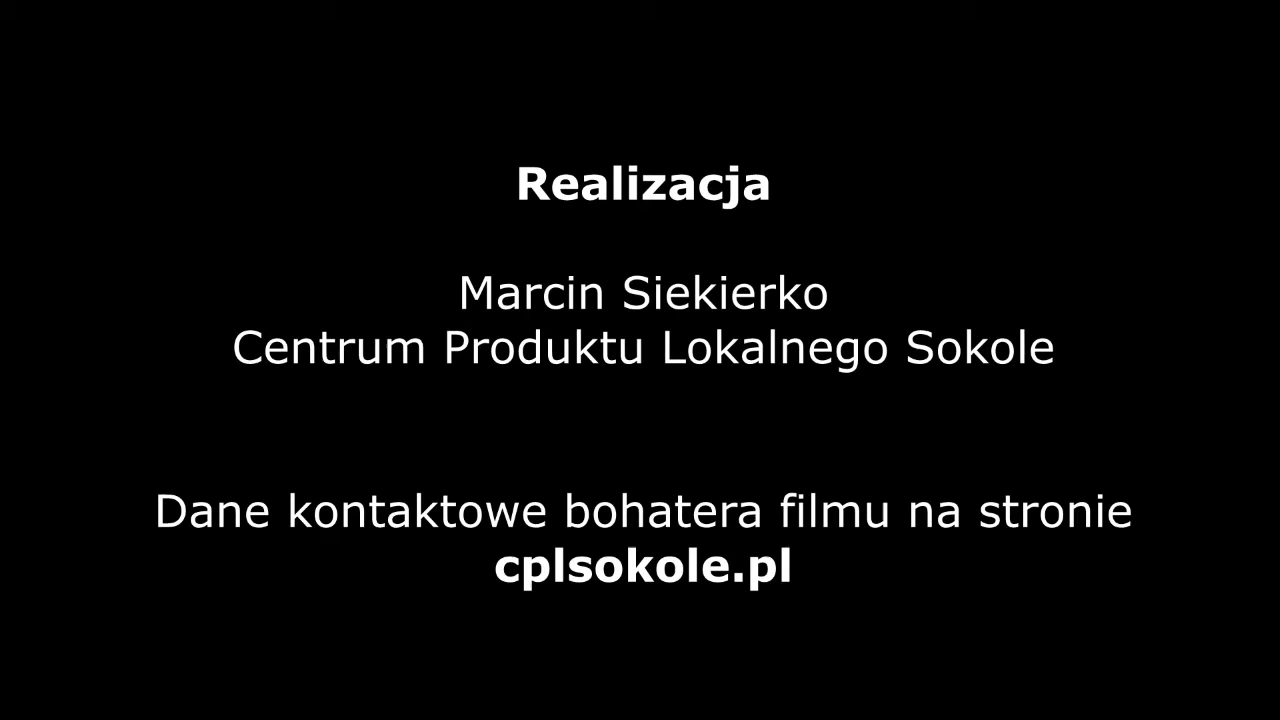 Realizacja
Marcin Siekierko
Centrum Produktu Lokalnego Sokole
Dane kontaktowe bohatera filmu na stronie
cplsokole.pl